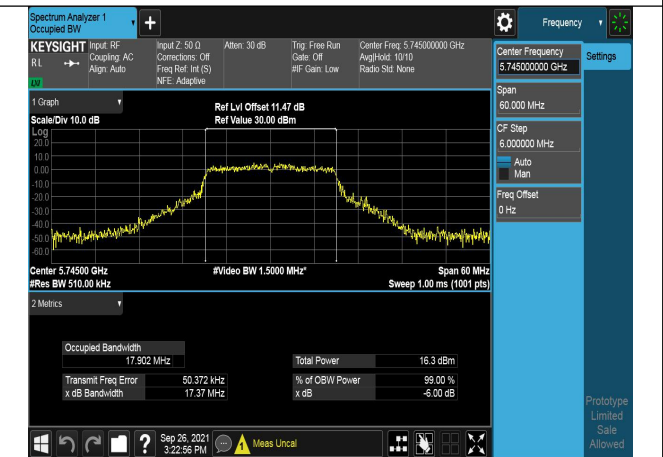 Spectrum Analyzer 1
Occupied BW
+
Frequency
KEYSIGHT
RL
Input: RF
Coupling: AC
Align: Auto
Input Z: 50 Ω
Corrections: Off
Freq Ref: Int (S)
NFE: Adaptive
Atten: 30 dB
Trig: Free Run
Gate: Off
#IF Gain: Low
Center Freq: 5.745000000 GHz
Avg|Hold: 10/10
Radio Std: None
LXI
Center Frequency
5.745000000 GHz
Settings
Span
60.000 MHz
CF Step
6.000000 MHz
Auto
Man
Freq Offset
0 Hz
1 Graph
Scale/Div 10.0 dB
Ref Lvl Offset 11.47 dB
Ref Value 30.00 dBm
Log
20.0
10.0
0.00
-10.0
-20.0
-30.0
-40.0
-50.0
-60.0
Center 5.74500 GHz
#Res BW 510.00 kHz
#Video BW 1.5000 MHz*
Span 60 MHz
Sweep 1.00 ms (1001 pts)
2 Metrics
Occupied Bandwidth
17.902 MHz
Total Power 16.3 dBm
Transmit Freq Error 50.372 kHz
% of OBW Power 99.00 %
x dB Bandwidth 17.37 MHz
x dB -6.00 dB
Prototype
Limited
Sale
Allowed
?
Sep 26, 2021
3:22:56 PM
Meas Uncal